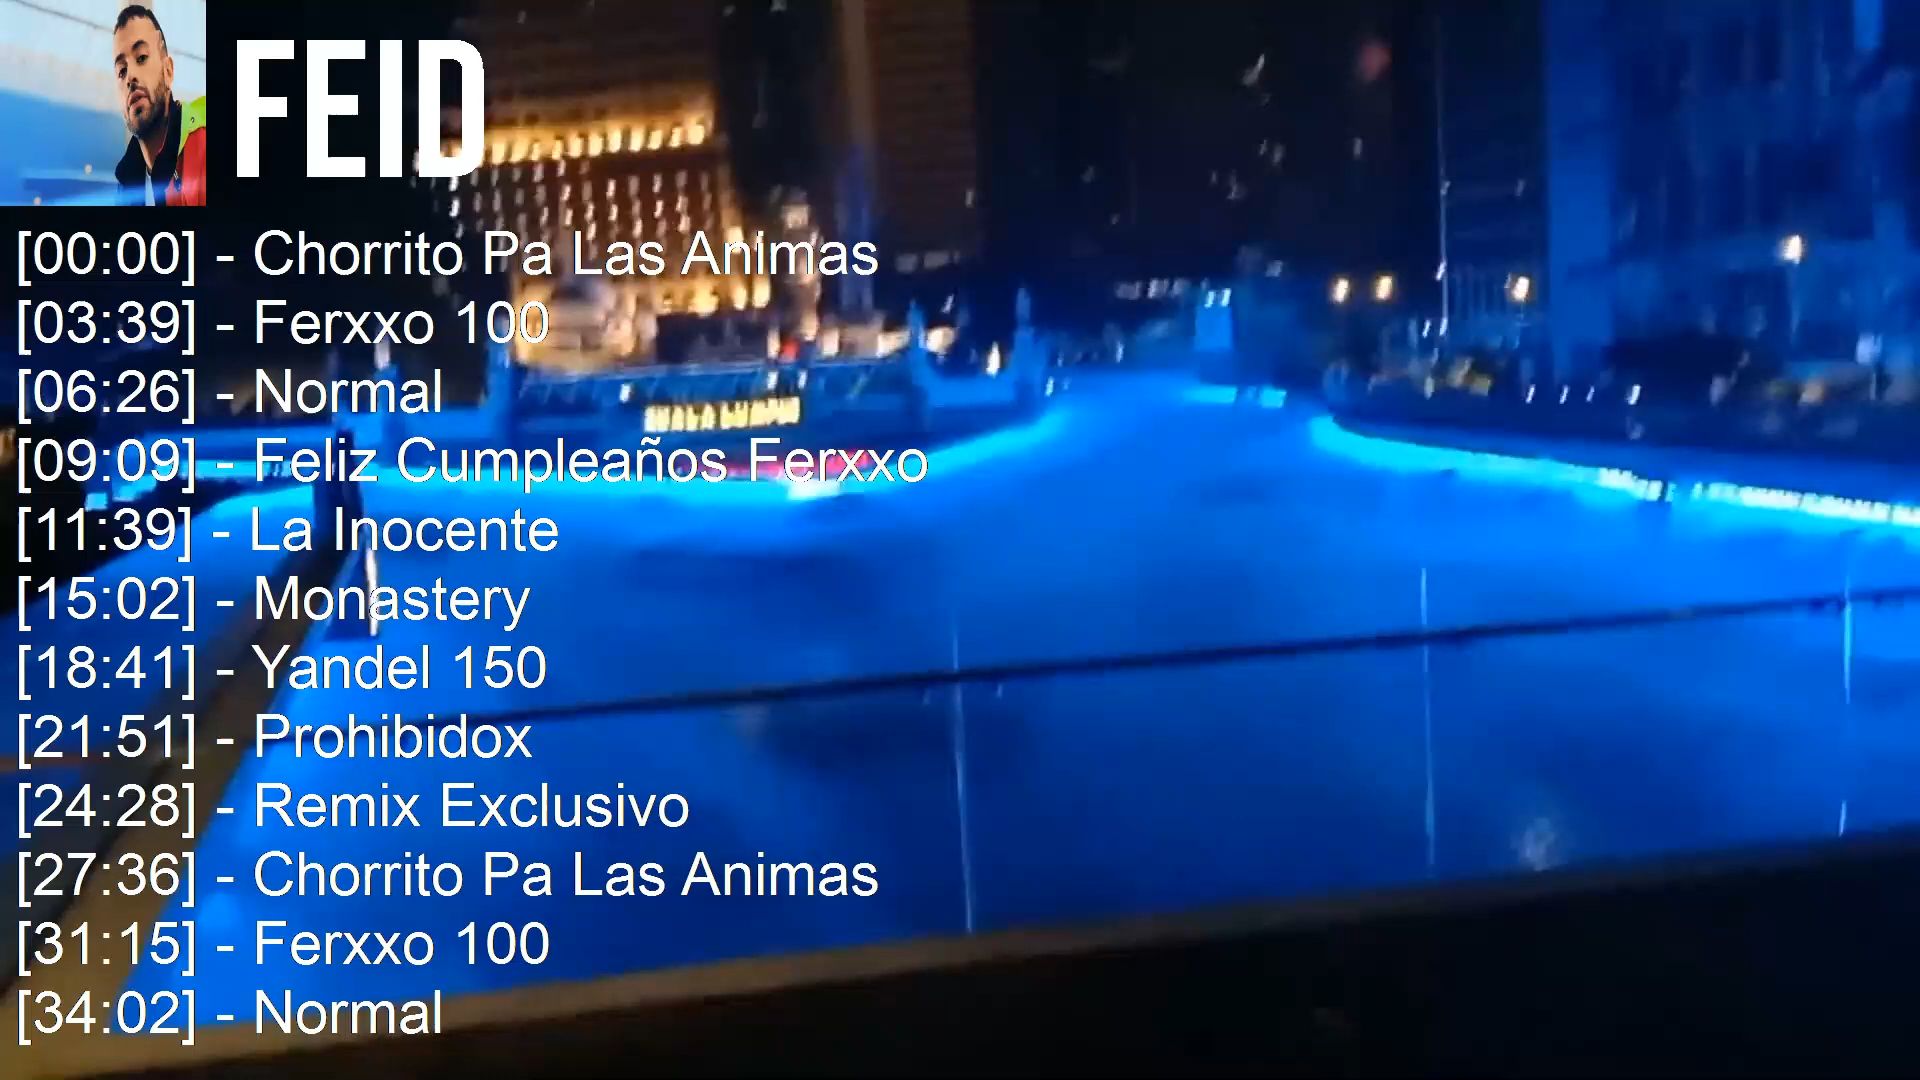 FEID
[00:00] - Chorrito Pa Las Animas
[03:39] - Ferxxo 100
[06:26] - Normal
[09:09] - Feliz Cumpleaños Ferxxo
[11:39] - La Inocente
[15:02] - Monastery
[18:41] - Yandel 150
[21:51] - Prohibidox
[24:28] - Remix Exclusivo
[27:36] - Chorrito Pa Las Animas
[31:15] - Ferxxo 100
[34:02] - Normal